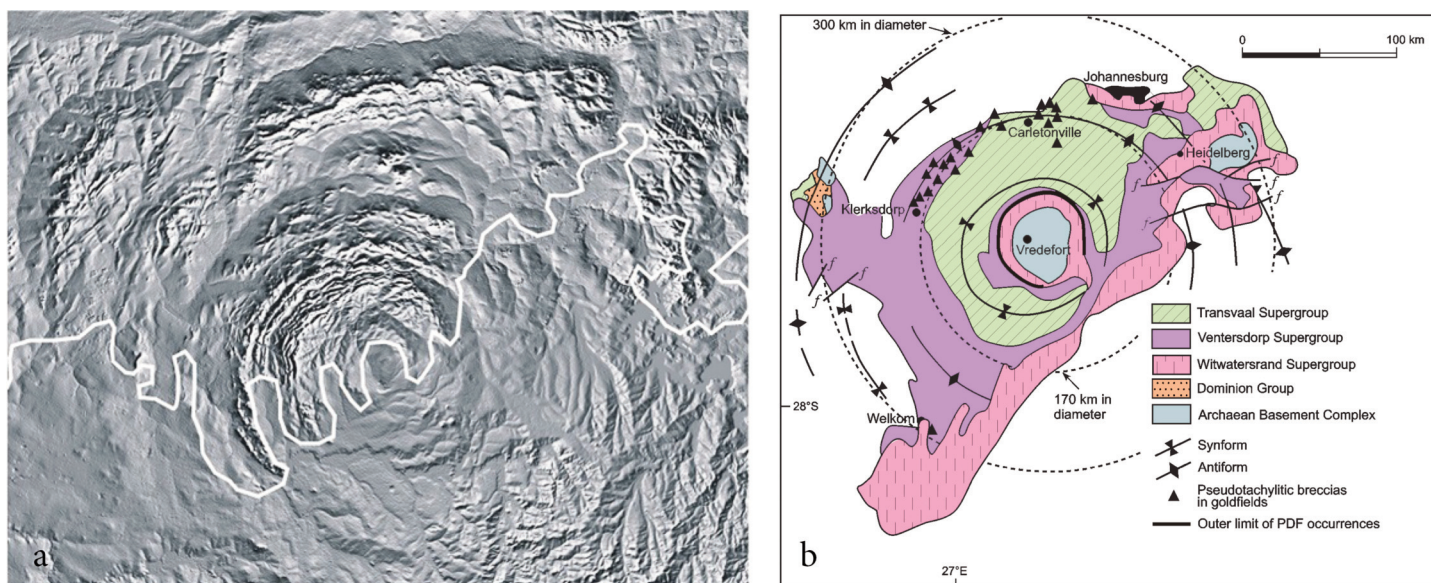 a
300 km in diameter
0
100 km
Johannesburg
Carletonville
Heidelberg
f
f
f
f
Klerksdorp
Vredefort
f
f
f
170 km in
diameter
28°S
Welkom
Transvaal Supergroup
Ventersdorp Supergroup
Witwatersrand Supergroup
Dominion Group
Archaean Basement Complex
Synform
Antiform
Pseudotachylitic breccias
in goldfields
Outer limit of PDF occurrences
b
27°E